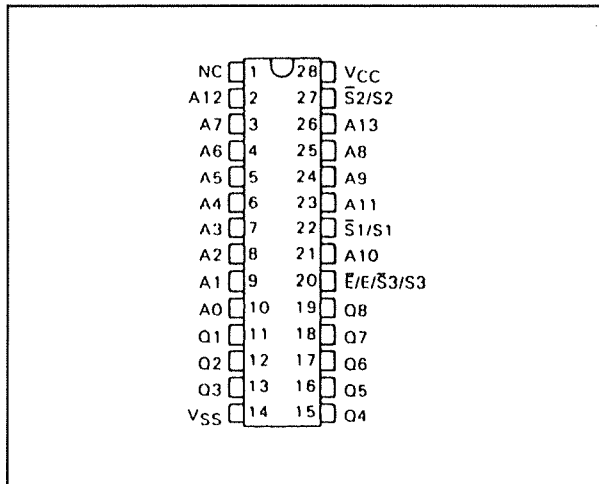 NC 1 28 VCC
A12 2 27 S̅2/S2
A7 3 26 A13
A6 4 25 A8
A5 5 24 A9
A4 6 23 A11
A3 7 22 S̅1/S1
A2 8 21 A10
A1 9 20 E̅/E/S̅3/S3
A0 10 19 Q8
Q1 11 18 Q7
Q2 12 17 Q6
Q3 13 16 Q5
VSS 14 15 Q4